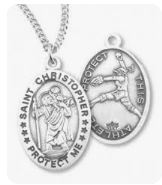 SAINT CHRISTOPHER
PROTECT ME
PROTECT THIS
ATHLETE